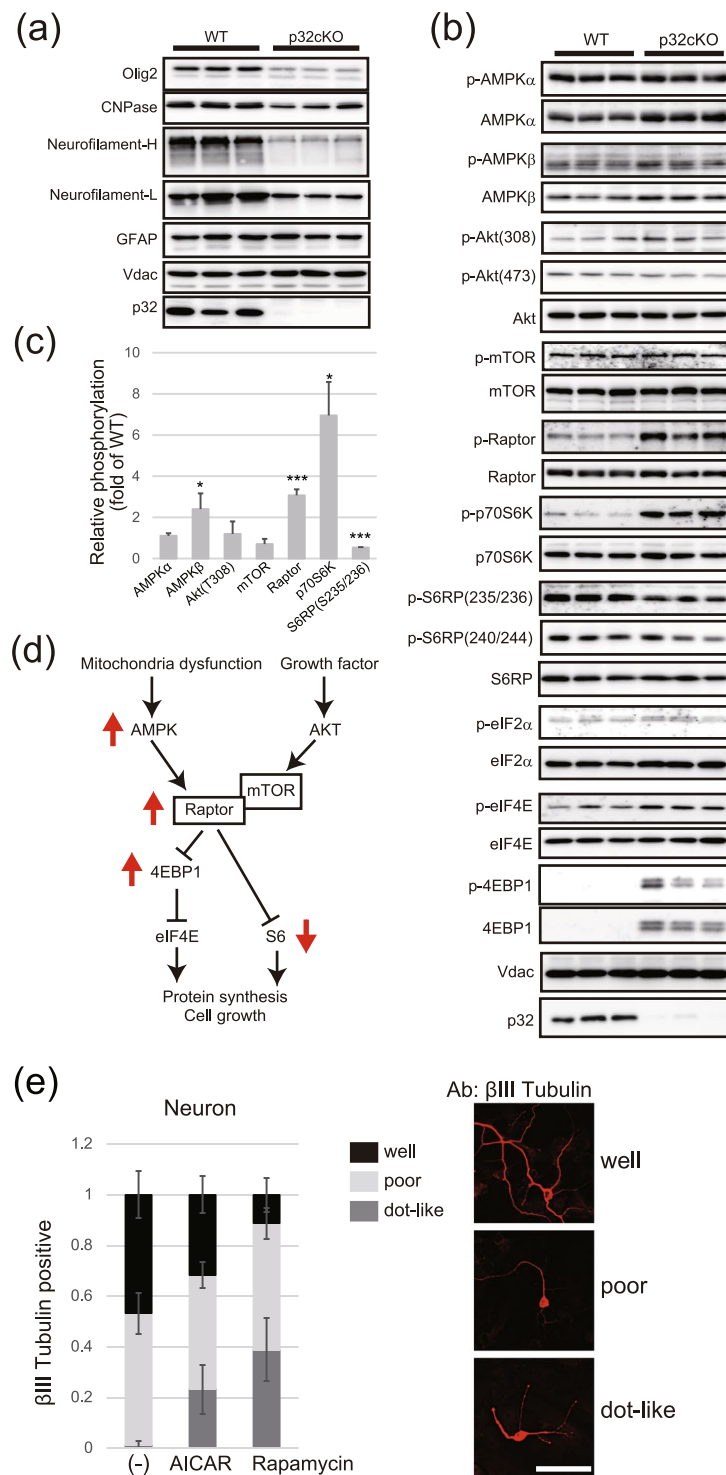 (a)
WT p32cKO
Olig2
CNPase
Neurofilament-H
Neurofilament-L
GFAP
Vdac
p32
(b)
WT p32cKO
p-AMPKα
AMPKα
p-AMPKβ
AMPKβ
p-Akt(308)
p-Akt(473)
Akt
p-mTOR
mTOR
p-Raptor
Raptor
p-p70S6K
p70S6K
p-S6RP(235/236)
p-S6RP(240/244)
S6RP
p-eIF2α
eIF2α
p-eIF4E
eIF4E
p-4EBP1
4EBP1
Vdac
p32
(c)
Relative phosphorylation
(fold of WT)
10
8
6
4
2
0
*
***
*
***
AMPKα
AMPKβ
Akt(T308)
mTOR
Raptor
p70S6K
S6RP(S235/236)
(d)
Mitochondria dysfunction Growth factor
AMPK AKT
mTOR
Raptor
4EBP1
eIF4E S6
Protein synthesis
Cell growth
(e)
Neuron
βIII Tubulin positive
1.2
1
0.8
0.6
0.4
0.2
0
(-) AICAR Rapamycin
well
poor
dot-like
Ab: βIII Tubulin
well
poor
dot-like